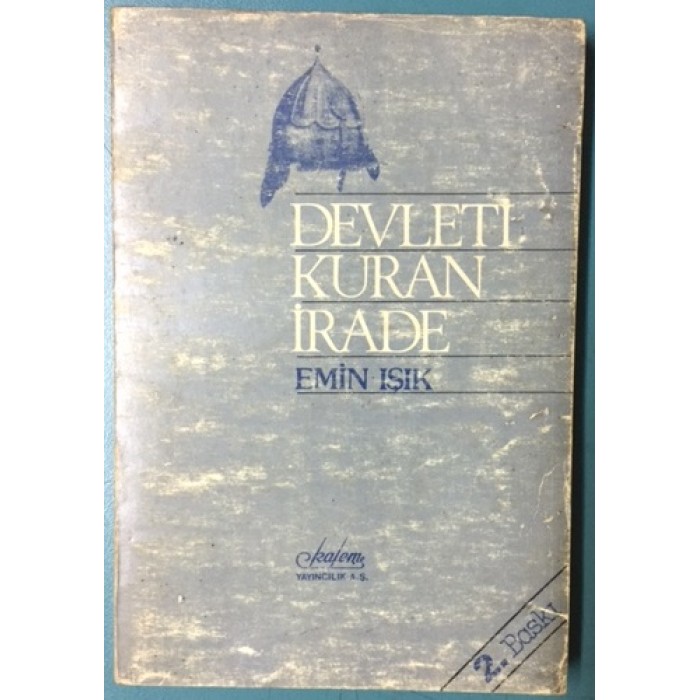 DEVLETİ
KURAN
İRADE
EMİN IŞIK
kalem
YAYINCILIK A.Ş.
2. Baskı